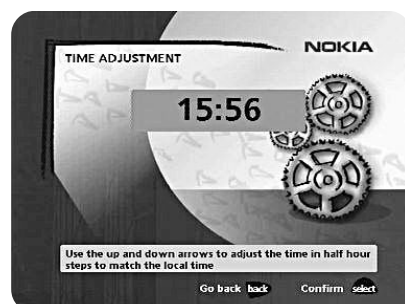 NOKIA
TIME ADJUSTMENT
15:56
Use the up and down arrows to adjust the time in half hour
steps to match the local time
Go back back Confirm select